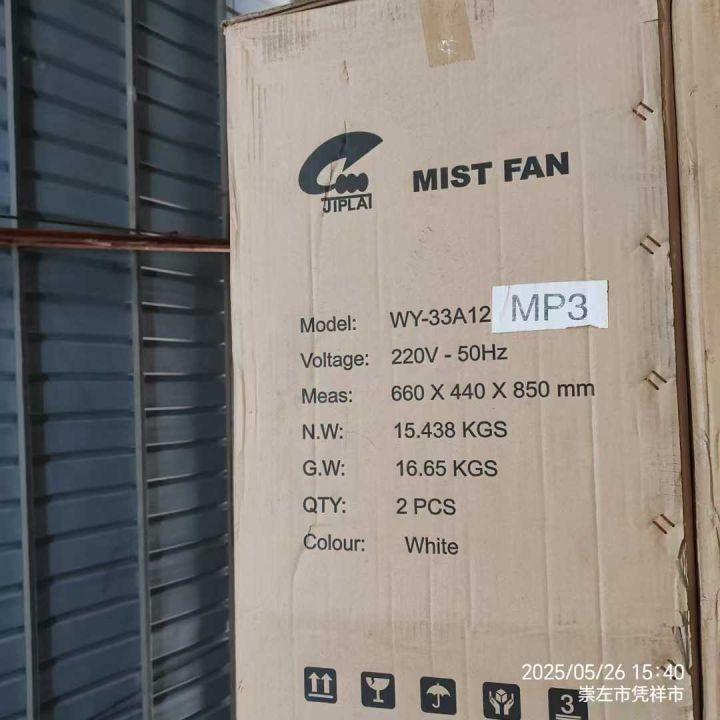 JIPLAI
MIST FAN
Model: WY-33A12 MP3
Voltage: 220V - 50Hz
Meas: 660 X 440 X 850 mm
N.W: 15.438 KGS
G.W: 16.65 KGS
QTY: 2 PCS
Colour: White
3
2025/05/26 15:40
崇左市凭祥市